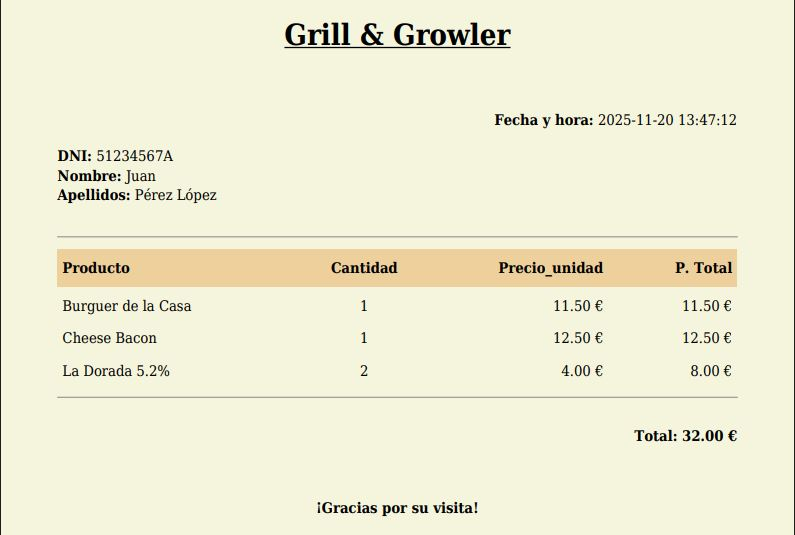 Grill & Growler
Fecha y hora: 2025-11-20 13:47:12
DNI: 51234567A
Nombre: Juan
Apellidos: Pérez López
Producto Cantidad Precio_unidad P. Total
Burguer de la Casa 1 11.50 € 11.50 €
Cheese Bacon 1 12.50 € 12.50 €
La Dorada 5.2% 2 4.00 € 8.00 €
Total: 32.00 €
¡Gracias por su visita!